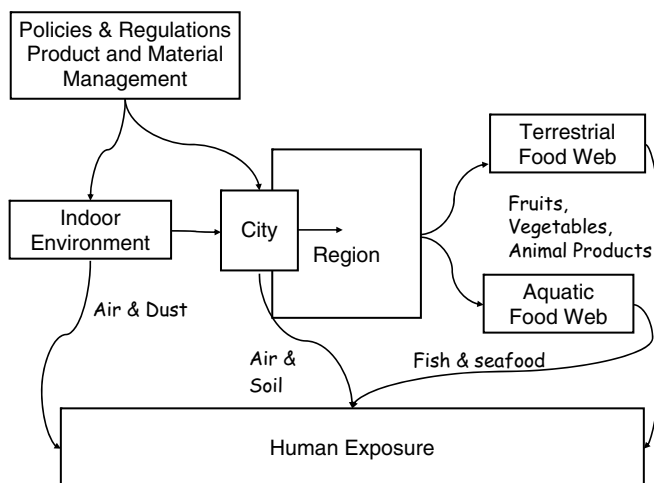 Policies & Regulations
Product and Material
Management
Terrestrial
Food Web
Fruits,
Vegetables,
Animal Products
Indoor
Environment
City
Region
Aquatic
Food Web
Air & Dust
Air &
Soil
Fish & seafood
Human Exposure